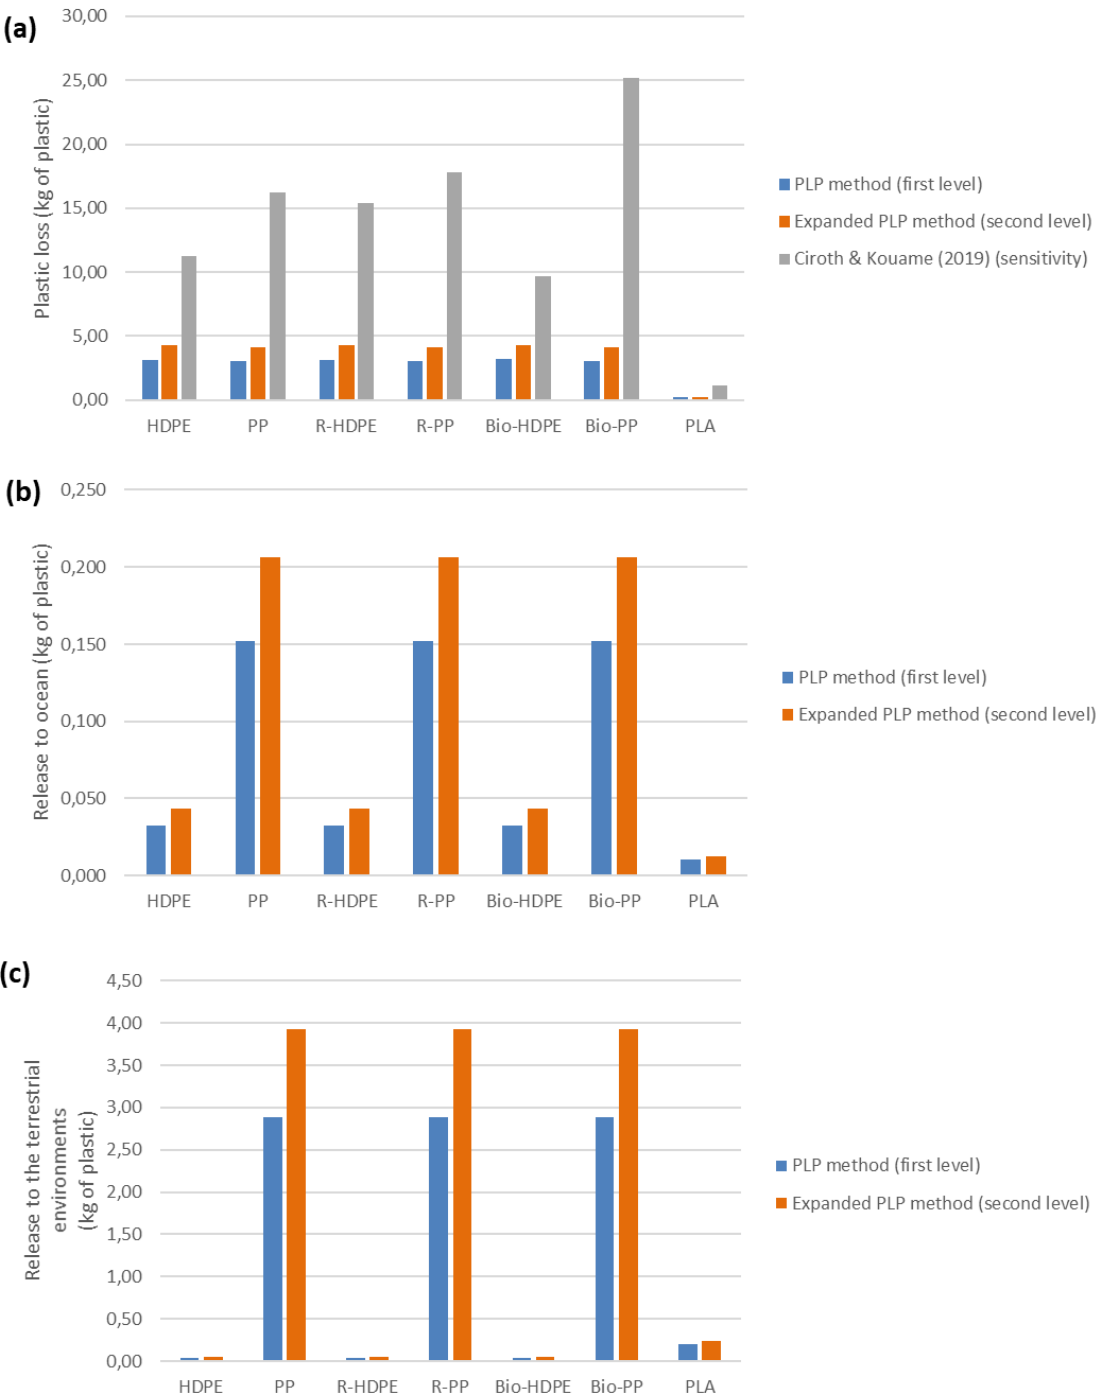 (a)
30,00
25,00
20,00
15,00
10,00
5,00
0,00
Plastic loss (kg of plastic)
HDPE PP R-HDPE R-PP Bio-HDPE Bio-PP PLA
PLP method (first level)
Expanded PLP method (second level)
Ciroth & Kouame (2019) (sensitivity)
(b)
0,250
0,200
0,150
0,100
0,050
0,000
Release to ocean (kg of plastic)
HDPE PP R-HDPE R-PP Bio-HDPE Bio-PP PLA
PLP method (first level)
Expanded PLP method (second level)
(c)
4,50
4,00
3,50
3,00
2,50
2,00
1,50
1,00
0,50
0,00
Release to the terrestrial
environments
(kg of plastic)
HDPE PP R-HDPE R-PP Bio-HDPE Bio-PP PLA
PLP method (first level)
Expanded PLP method (second level)